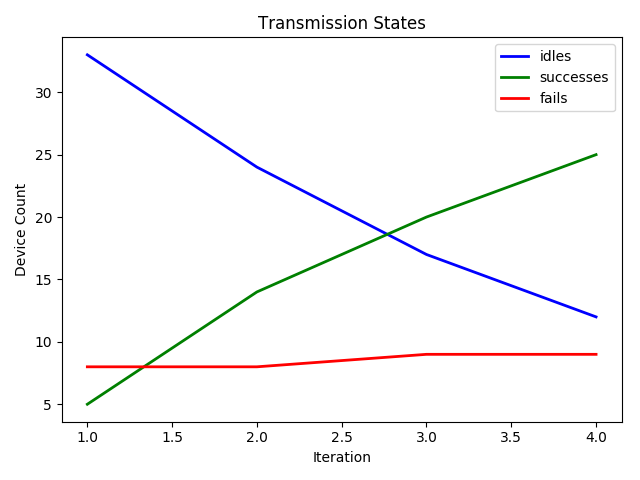 Transmission States
idles
successes
fails
Device Count
30
25
20
15
10
5
1.0 1.5 2.0 2.5 3.0 3.5 4.0
Iteration